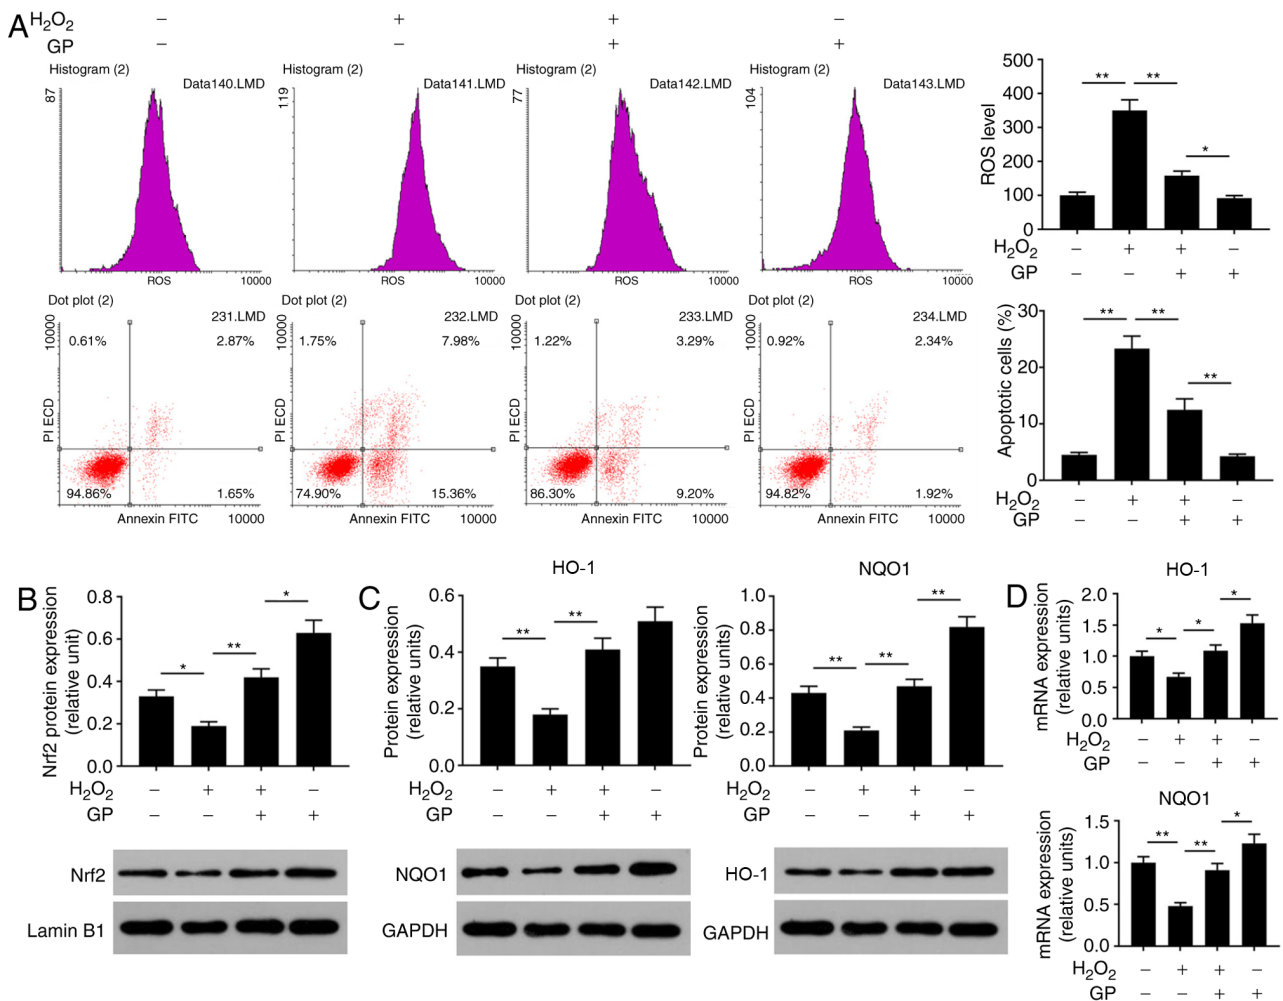 A
H₂O₂ – + + –
GP – – + +
Histogram (2)
Data140.LMD
87
ROS
10000
Histogram (2)
Data141.LMD
119
ROS
10000
Histogram (2)
Data142.LMD
77
ROS
10000
Histogram (2)
Data143.LMD
104
ROS
10000
Dot plot (2)
231.LMD
10000
0.61% 2.87%
PI ECD
94.86% 1.65%
Annexin FITC 10000
Dot plot (2)
232.LMD
10000
1.75% 7.98%
PI ECD
74.90% 15.36%
Annexin FITC 10000
Dot plot (2)
233.LMD
10000
1.22% 3.29%
PI ECD
86.30% 9.20%
Annexin FITC 10000
Dot plot (2)
234.LMD
10000
0.92% 2.34%
PI ECD
94.82% 1.92%
Annexin FITC 10000
ROS level
500
400
300
200
100
0
** ** *
H₂O₂ – + + –
GP – – + +
Apoptotic cells (%)
30
20
10
0
** ** **
H₂O₂ – + + –
GP – – + +
B
Nrf2 protein expression
(relative unit)
0.8
0.6
0.4
0.2
0.0
* ** *
H₂O₂ – + + –
GP – – + +
Nrf2
Lamin B1
C
HO-1
Protein expression
(relative units)
0.6
0.4
0.2
0.0
** **
H₂O₂ – + + –
GP – – + +
NQO1
GAPDH
NQO1
Protein expression
(relative units)
1.0
0.8
0.6
0.4
0.2
0.0
** ** **
H₂O₂ – + + –
GP – – + +
HO-1
GAPDH
D
HO-1
mRNA expression
(relative units)
2.0
1.5
1.0
0.5
0.0
* * *
H₂O₂ – + + –
GP – – + +
NQO1
mRNA expression
(relative units)
1.5
1.0
0.5
0.0
** ** *
H₂O₂ – + + –
GP – – + +